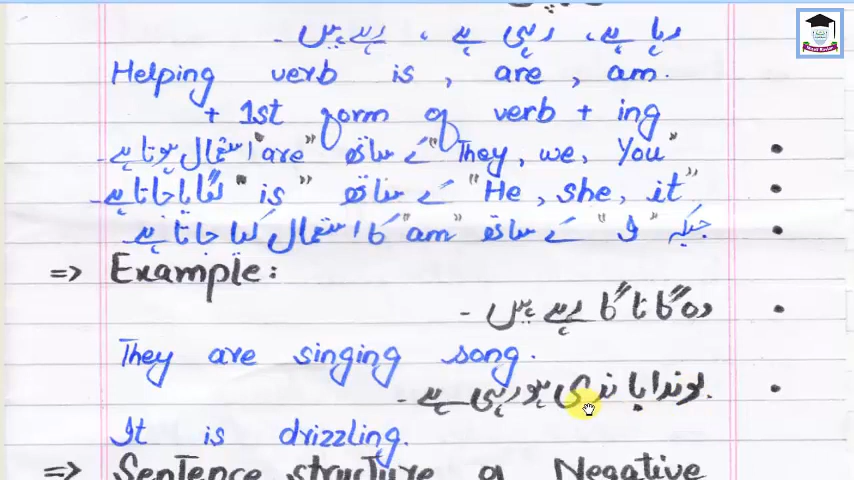 رہا ہے، رہی ہے، رہے ہیں۔
Helping verb is, are, am.
+ 1st form of verb + ing
"They, we, You" کے ساتھ "are" استعمال ہوتا ہے۔
"He, she, it" کے ساتھ "is" لگایا جاتا ہے۔
جبکہ "I" کے ساتھ "am" کا استعمال کیا جاتا ہے۔
=> Example:
وہ گانا گا رہے ہیں۔
They are singing song.
بوندا باندی ہو رہی ہے۔
It is drizzling.
=> Sentence structure of Negative